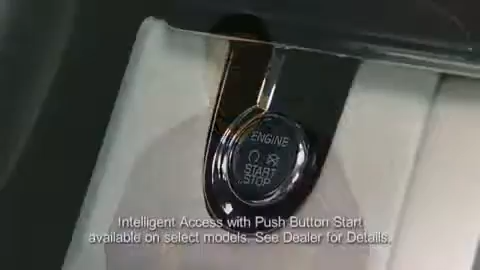 ENGINE
START
STOP
Intelligent Access with Push Button Start
available on select models. See Dealer for Details.